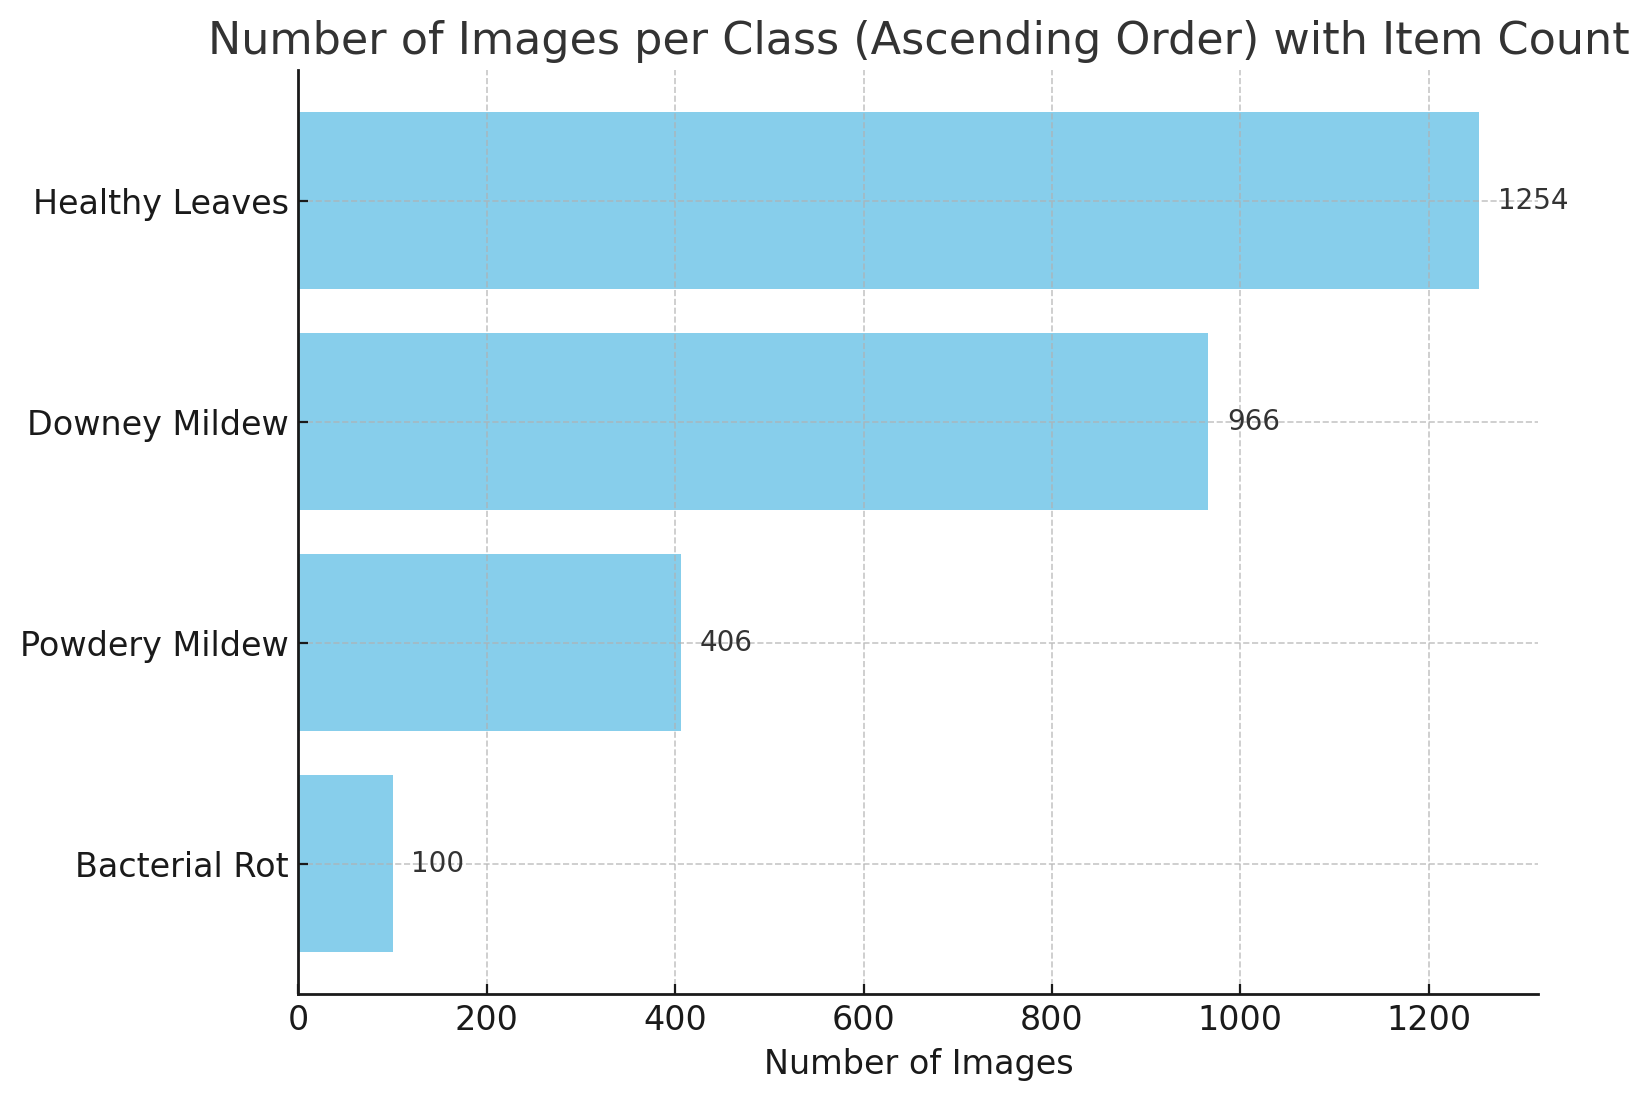 Number of Images per Class (Ascending Order) with Item Count
Healthy Leaves
1254
Downey Mildew
966
Powdery Mildew
406
Bacterial Rot
100
0 200 400 600 800 1000 1200
Number of Images